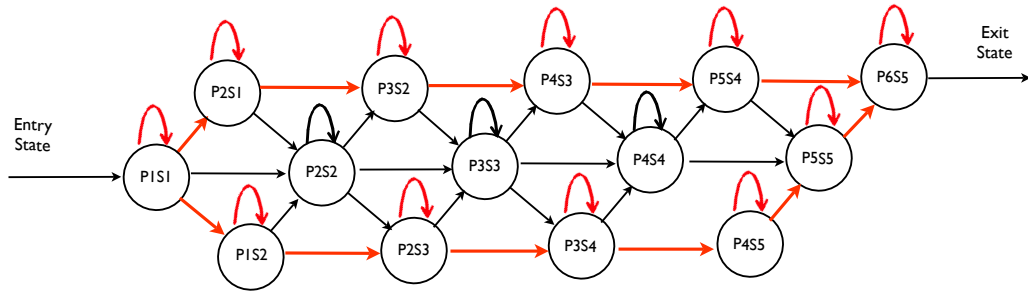 Exit
State
P6S5
P5S4
P4S3
P3S2
P2S1
Entry
State
P5S5
P4S4
P3S3
P2S2
P1S1
P4S5
P3S4
P2S3
P1S2